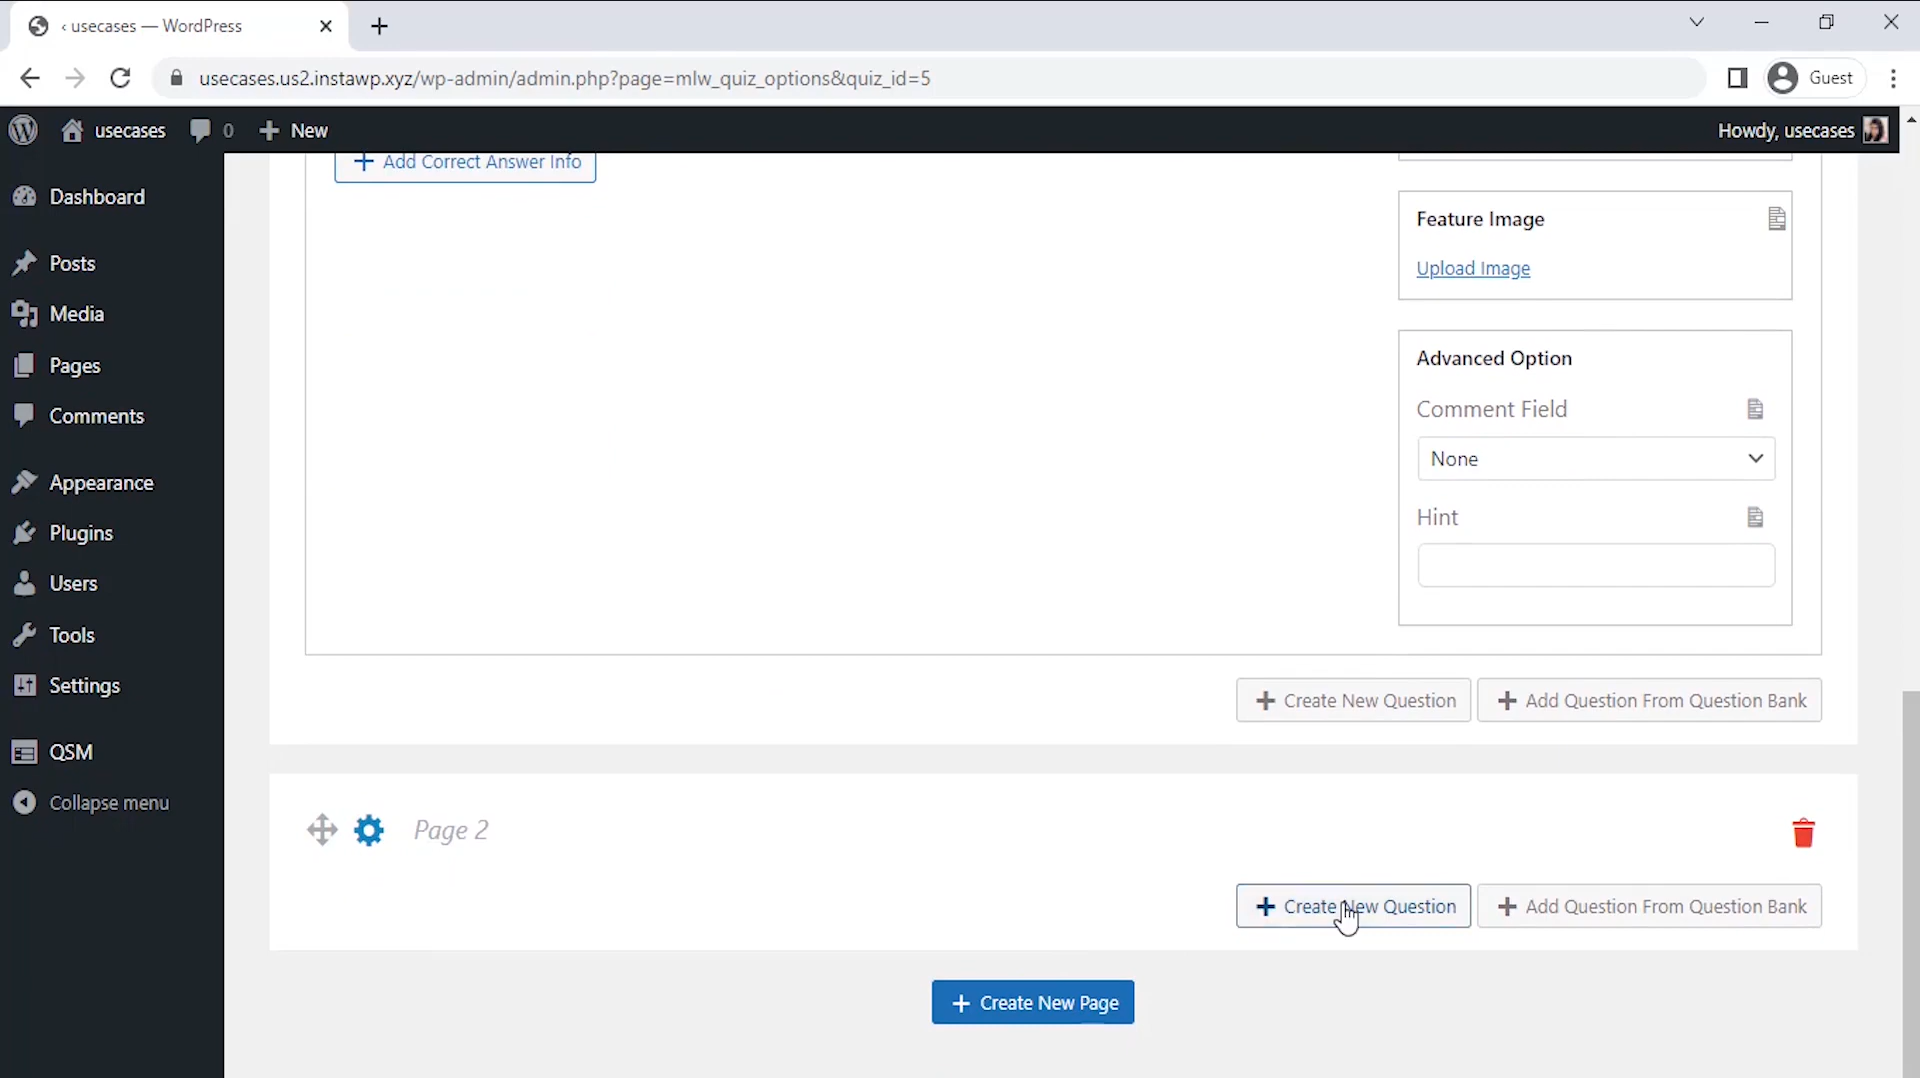 ‹ usecases — WordPress
usecases.us2.instawp.xyz/wp-admin/admin.php?page=mlw_quiz_options&quiz_id=5
Guest
usecases
0
New
Howdy, usecases
Dashboard
Posts
Media
Pages
Comments
Appearance
Plugins
Users
Tools
Settings
QSM
Collapse menu
Add Correct Answer Info
Feature Image
Upload Image
Advanced Option
Comment Field
None
Hint
Create New Question
Add Question From Question Bank
Page 2
Create New Question
Add Question From Question Bank
Create New Page